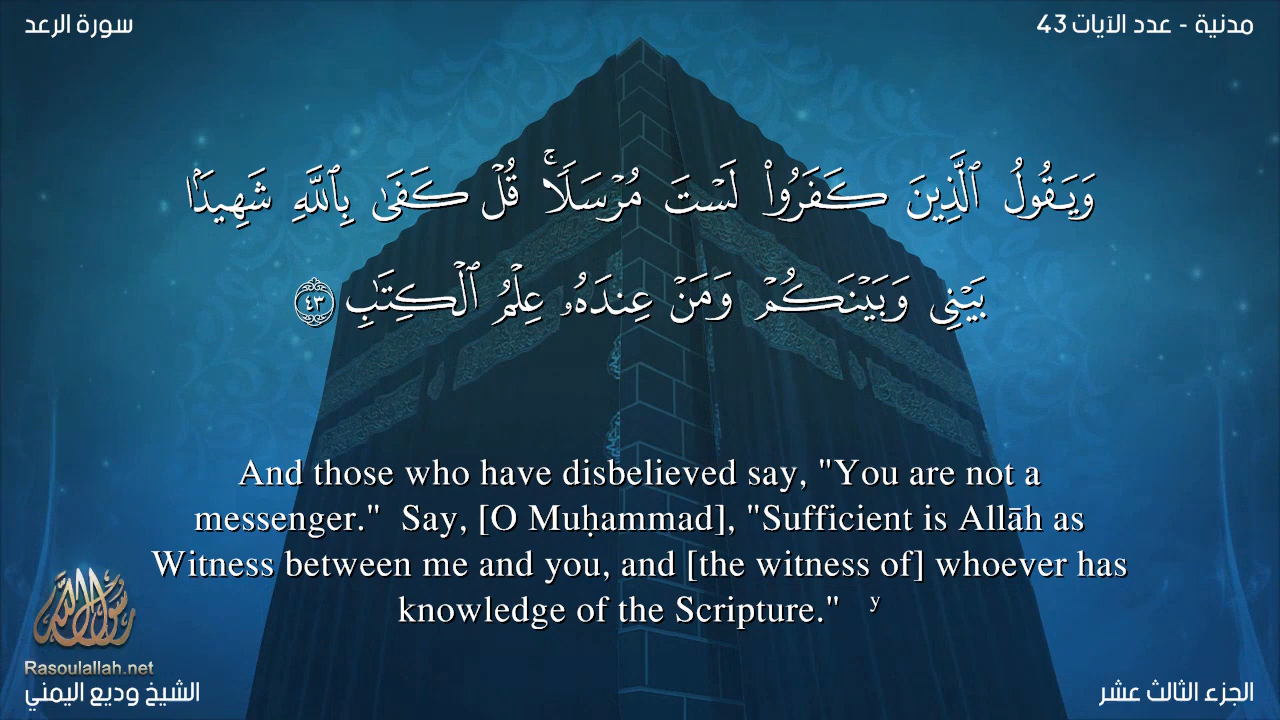 سورة الرعد
مدنية - عدد الآيات 43
وَيَقُولُ ٱلَّذِينَ كَفَرُوا۟ لَسْتَ مُرْسَلًا ۚ قُلْ كَفَىٰ بِٱللَّهِ شَهِيدًۢا
بَيْنِى وَبَيْنَكُمْ وَمَنْ عِندَهُۥ عِلْمُ ٱلْكِتَـٰبِ ٤٣
And those who have disbelieved say, "You are not a
messenger."  Say, [O Muḥammad], "Sufficient is Allāh as
Witness between me and you, and [the witness of] whoever has
knowledge of the Scripture." y
رسول الله
Rasoulallah.net
الشيخ وديع اليمني
الجزء الثالث عشر